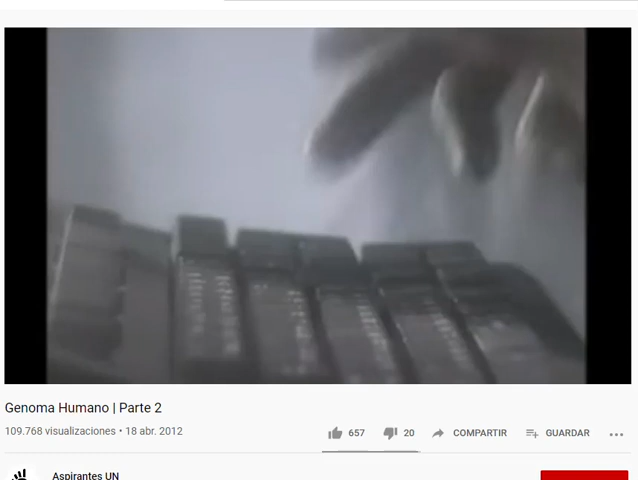 Genoma Humano | Parte 2
109.768 visualizaciones • 18 abr. 2012
657
20
COMPARTIR
GUARDAR
Aspirantes UN